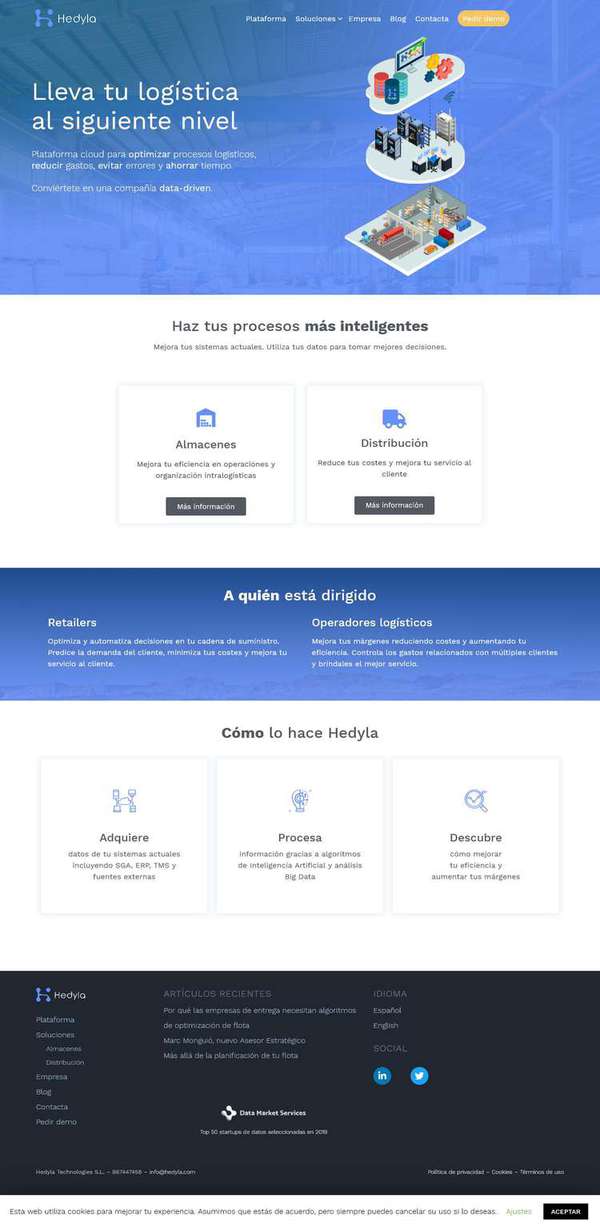 Hedyla
Plataforma Soluciones Empresa Blog Contacta Pedir demo
Lleva tu logística
al siguiente nivel
Plataforma cloud para optimizar procesos logísticos,
reducir gastos, evitar errores y ahorrar tiempo.
Conviértete en una compañía data-driven.
Haz tus procesos más inteligentes
Mejora tus sistemas actuales. Utiliza tus datos para tomar mejores decisiones.
Almacenes
Mejora tu eficiencia en operaciones y
organización intralogísticas
Más información
Distribución
Reduce tus costes y mejora tu servicio al
cliente
Más información
A quién está dirigido
Retailers
Optimiza y automatiza decisiones en tu cadena de suministro.
Predice la demanda del cliente, minimiza tus costes y mejora tu
servicio al cliente.
Operadores logísticos
Mejora tus márgenes reduciendo costes y aumentando tu
eficiencia. Controla los gastos relacionados con múltiples clientes
y bríndales el mejor servicio.
Cómo lo hace Hedyla
Adquiere
datos de tu sistemas actuales
incluyendo SGA, ERP, TMS y
fuentes externas
Procesa
información gracias a algoritmos
de Inteligencia Artificial y análisis
Big Data
Descubre
cómo mejorar
tu eficiencia y
aumentar tus márgenes
Hedyla
Plataforma
Soluciones
Almacenes
Distribución
Empresa
Blog
Contacta
Pedir demo
ARTÍCULOS RECIENTES
Por qué las empresas de entrega necesitan algoritmos
de optimización de flota
Marc Monguió, nuevo Asesor Estratégico
Más allá de la planificación de tu flota
IDIOMA
Español
English
SOCIAL
Data Market Services
Top 50 startups de datos seleccionadas en 2019
Hedyla Technologies S.L. – 867447458 – info@hedyla.com
Política de privacidad – Cookies – Términos de uso
Esta web utiliza cookies para mejorar tu experiencia. Asumimos que estás de acuerdo, pero siempre puedes cancelar su uso si lo deseas. Ajustes ACEPTAR